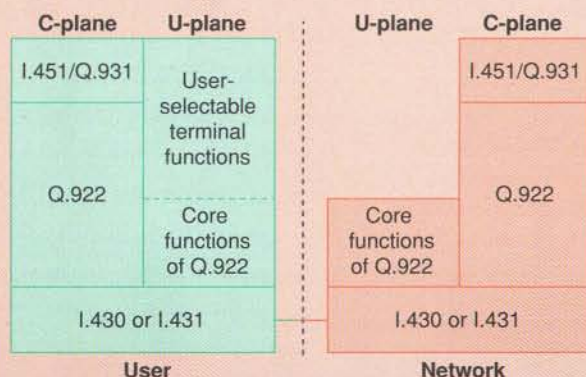 C-plane
U-plane
U-plane
C-plane
I.451/Q.931
User-
selectable
terminal
functions
I.451/Q.931
Q.922
Q.922
Core
functions
of Q.922
Core
functions
of Q.922
I.430 or I.431
I.430 or I.431
User
Network